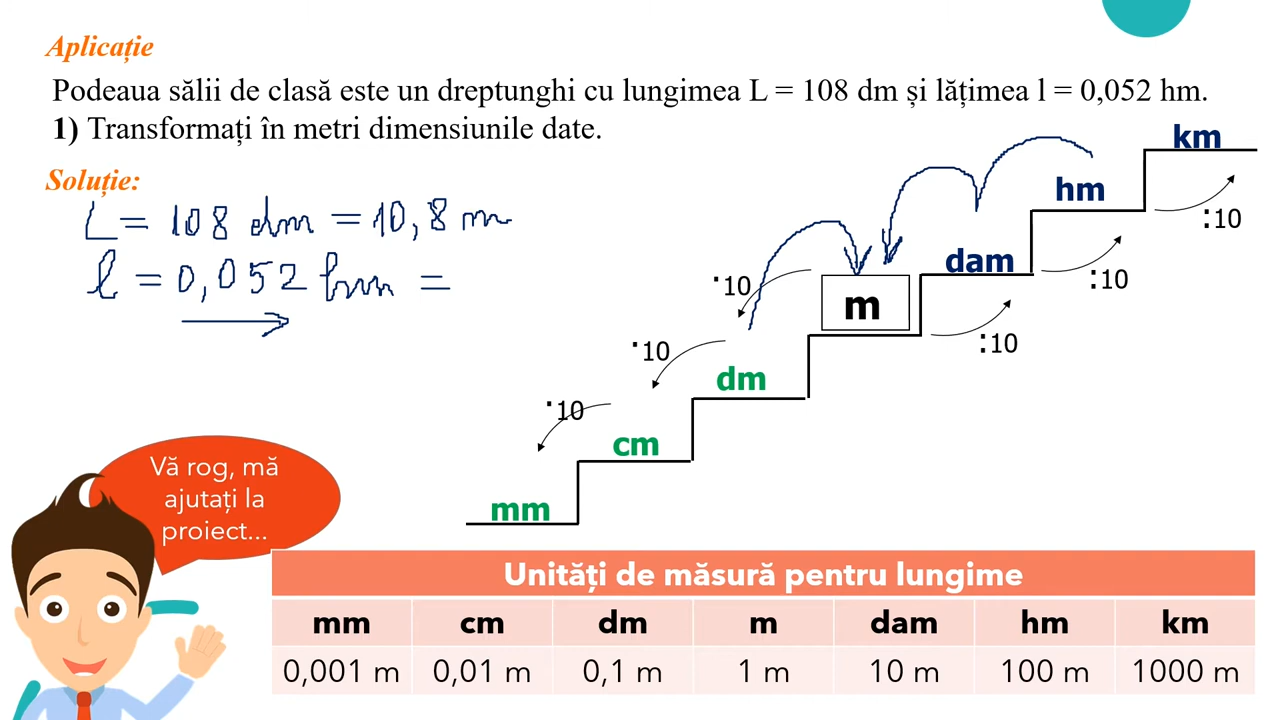 Aplicație
Podeaua sălii de clasă este un dreptunghi cu lungimea L = 108 dm și lățimea l = 0,052 hm.
1) Transformați în metri dimensiunile date.
Soluție:
L = 108 dm = 10,8 m
l = 0,052 hm =
km
hm
:10
dam
:10
m
:10
·10
dm
·10
cm
·10
mm
Vă rog, mă
ajutați la
proiect...
Unități de măsură pentru lungime
mm cm dm m dam hm km
0,001 m 0,01 m 0,1 m 1 m 10 m 100 m 1000 m